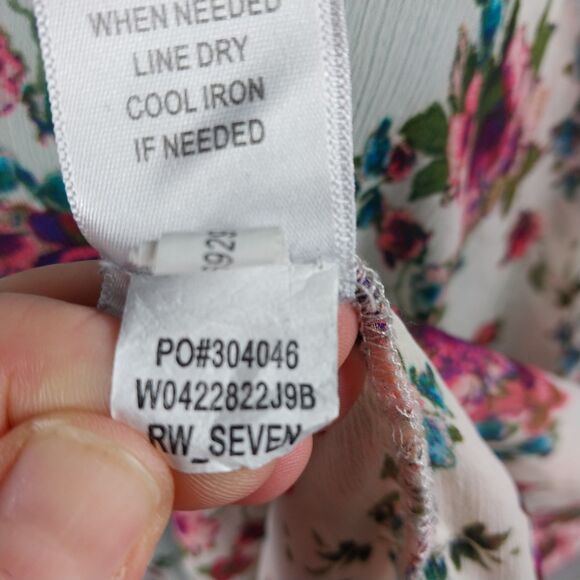 WHEN NEEDED
LINE DRY
COOL IRON
IF NEEDED
PO#304046
W0422822J9B
RW_SEVEN